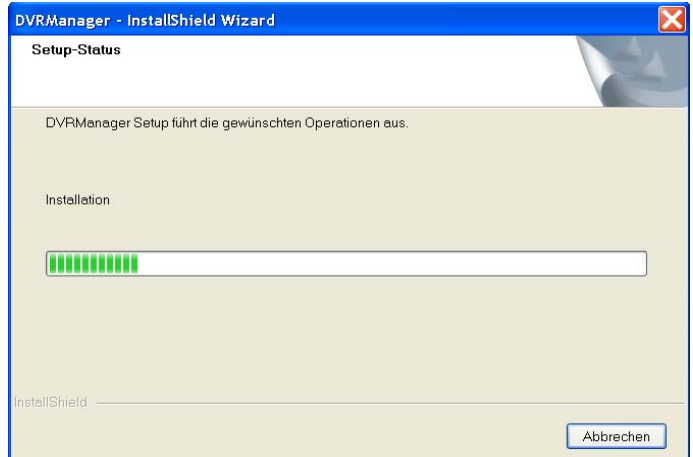 DVRManager - InstallShield Wizard
Setup-Status
DVRManager Setup führt die gewünschten Operationen aus.
Installation
InstallShield
Abbrechen